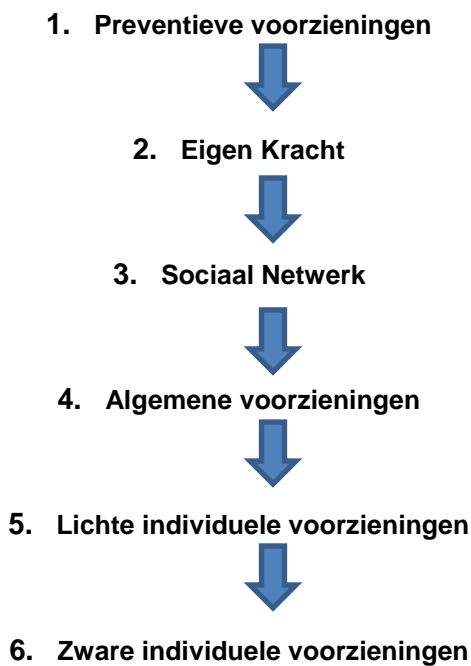 1. Preventieve voorzieningen
2. Eigen Kracht
3. Sociaal Netwerk
4. Algemene voorzieningen
5. Lichte individuele voorzieningen
6. Zware individuele voorzieningen